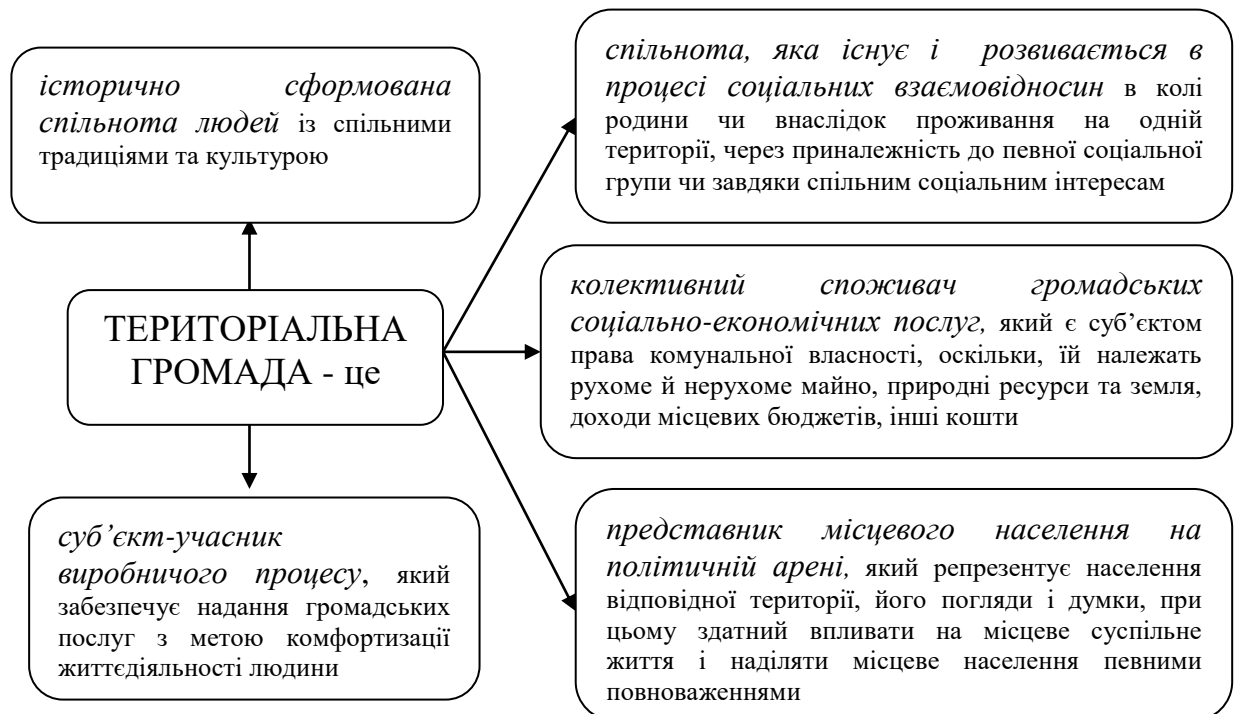 історично сформована
спільнота людей із спільними
традиціями та культурою
спільнота, яка існує і розвивається в
процесі соціальних взаємовідносин в колі
родини чи внаслідок проживання на одній
території, через приналежність до певної соціальної
групи чи завдяки спільним соціальним інтересам
ТЕРИТОРІАЛЬНА
ГРОМАДА - це
колективний споживач громадських
соціально-економічних послуг, який є суб’єктом
права комунальної власності, оскільки, їй належать
рухоме й нерухоме майно, природні ресурси та земля,
доходи місцевих бюджетів, інші кошти
суб’єкт-учасник
виробничого процесу, який
забезпечує надання громадських
послуг з метою комфортизації
життєдіяльності людини
представник місцевого населення на
політичній арені, який репрезентує населення
відповідної території, його погляди і думки, при
цьому здатний впливати на місцеве суспільне
життя і наділяти місцеве населення певними
повноваженнями